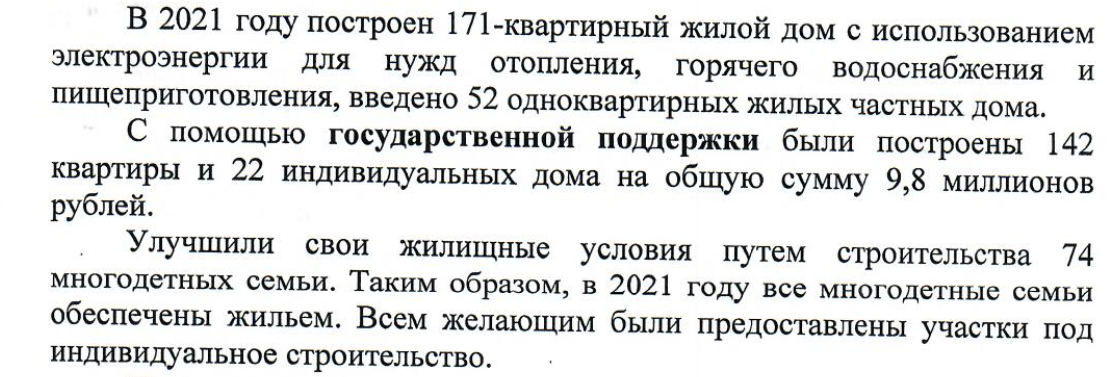 В 2021 году построен 171-квартирный жилой дом с использованием
электроэнергии для нужд отопления, горячего водоснабжения и
пищеприготовления, введено 52 одноквартирных жилых частных дома.
С помощью государственной поддержки были построены 142
квартиры и 22 индивидуальных дома на общую сумму 9,8 миллионов
рублей.
Улучшили свои жилищные условия путем строительства 74
многодетных семьи. Таким образом, в 2021 году все многодетные семьи
обеспечены жильем. Всем желающим были предоставлены участки под
индивидуальное строительство.